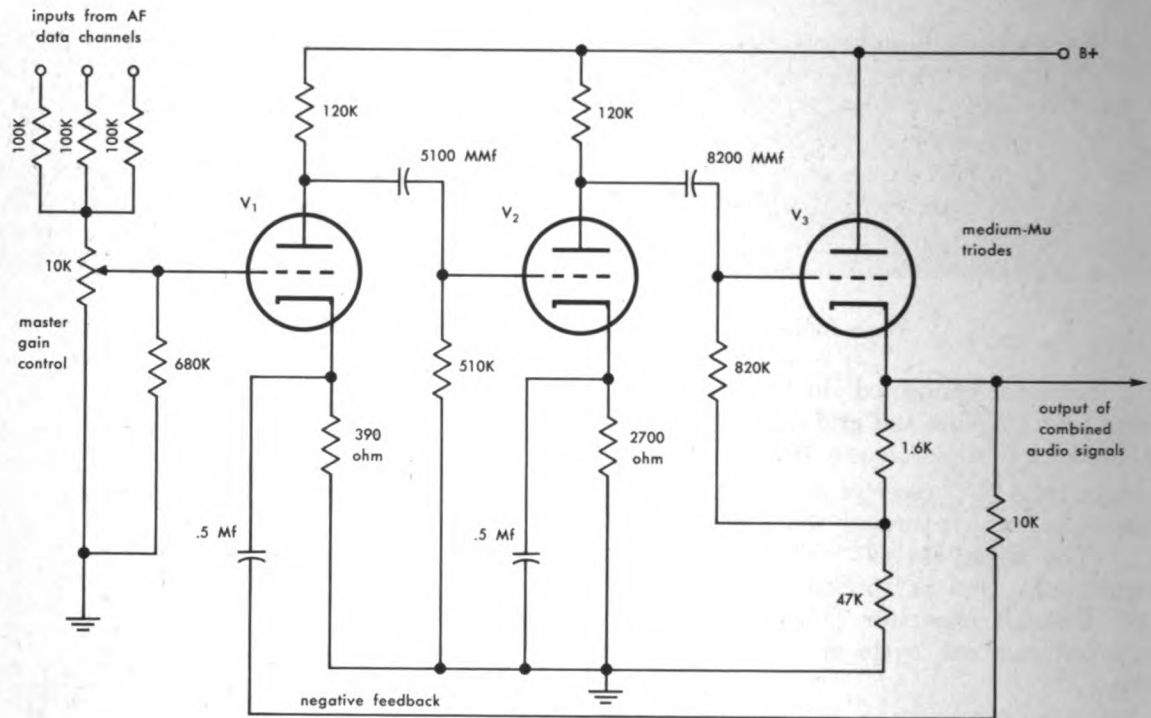 inputs from AF
data channels
B+
100K
100K
100K
120K
120K
5100 MMf
8200 MMf
V1
V2
V3
medium-Mu
triodes
10K
master
gain
control
680K
510K
820K
390
ohm
2700
ohm
1.6K
output of
combined
audio signals
10K
.5 Mf
.5 Mf
47K
negative feedback